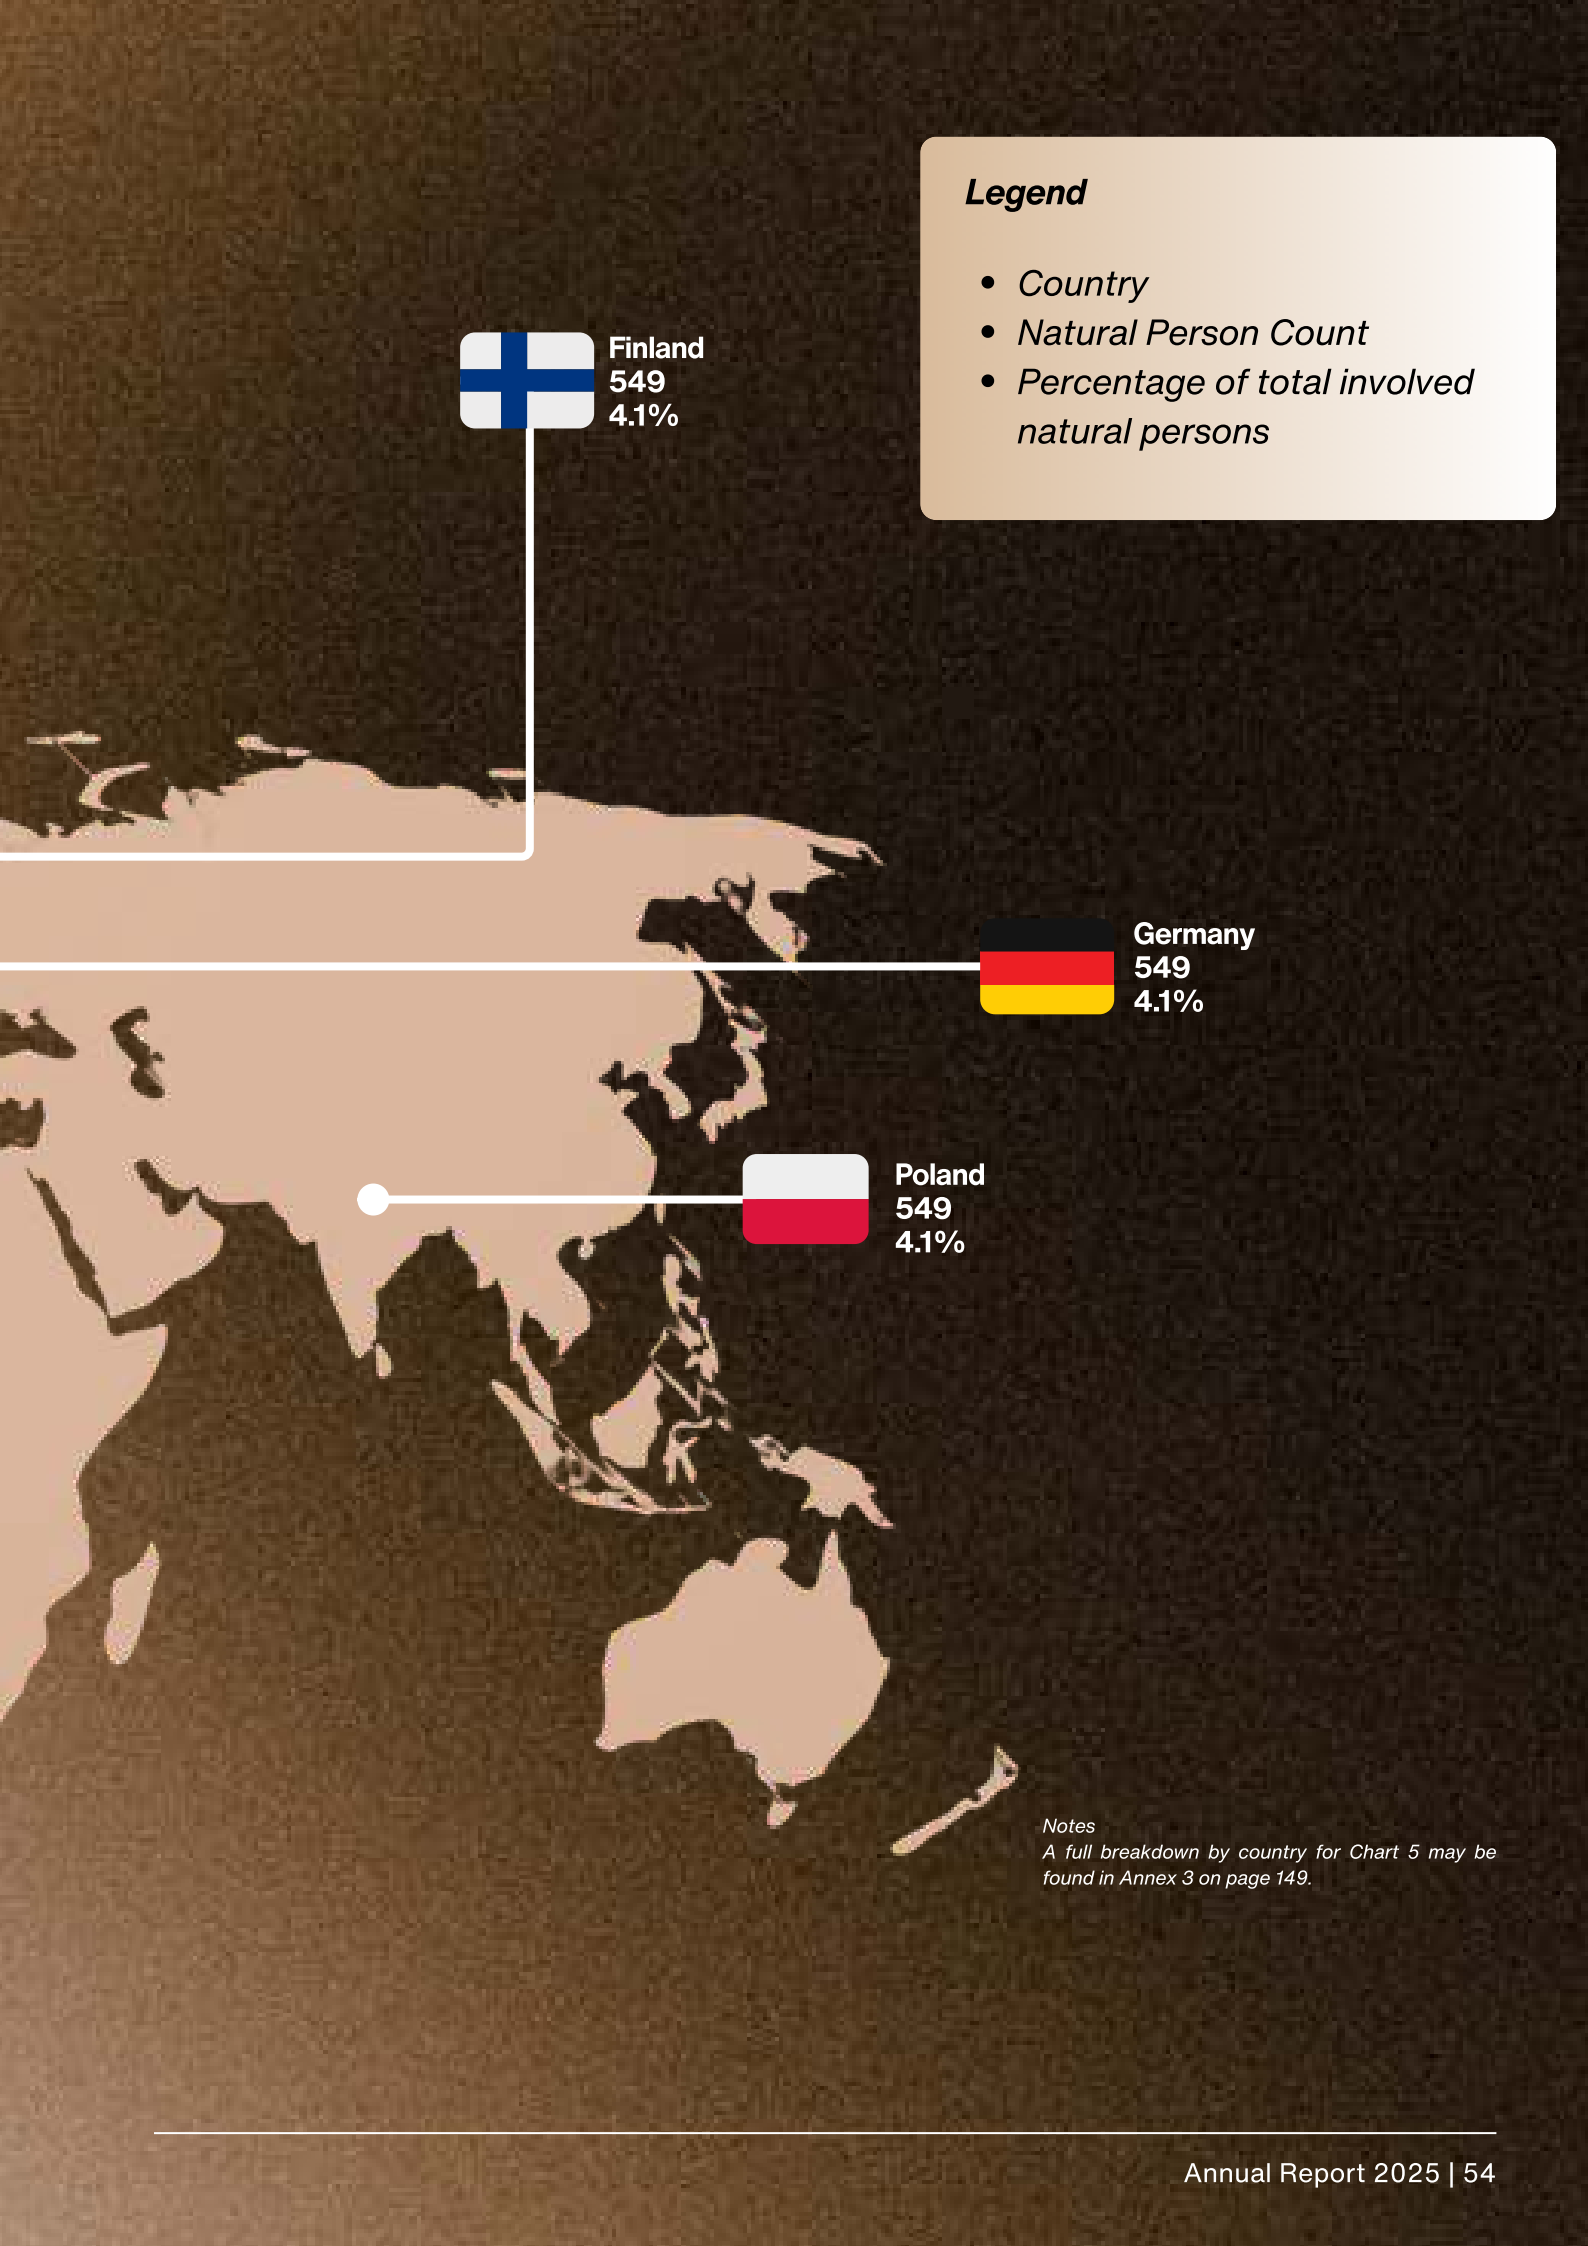 Legend
• Country
• Natural Person Count
• Percentage of total involved
natural persons
Finland
549
4.1%
Germany
549
4.1%
Poland
549
4.1%
Notes
A full breakdown by country for Chart 5 may be
found in Annex 3 on page 149.
Annual Report 2025 | 54